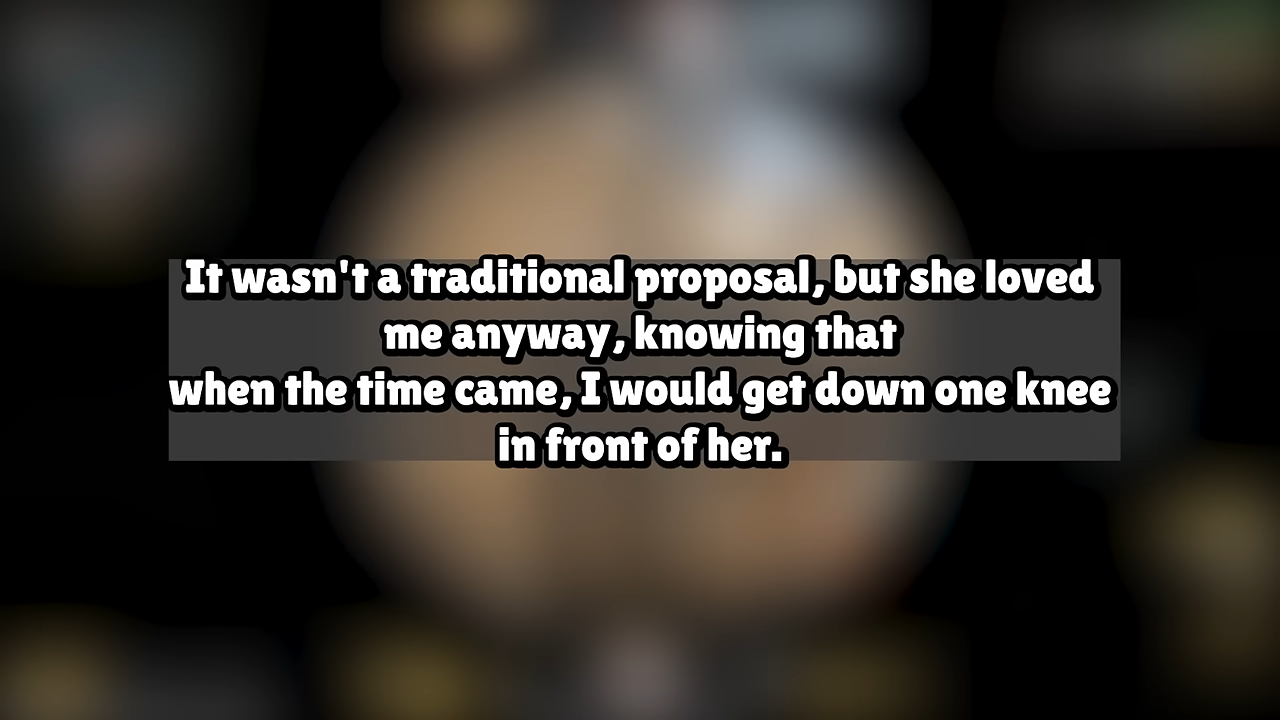 It wasn't a traditional proposal, but she loved
me anyway, knowing that
when the time came, I would get down one knee
in front of her.